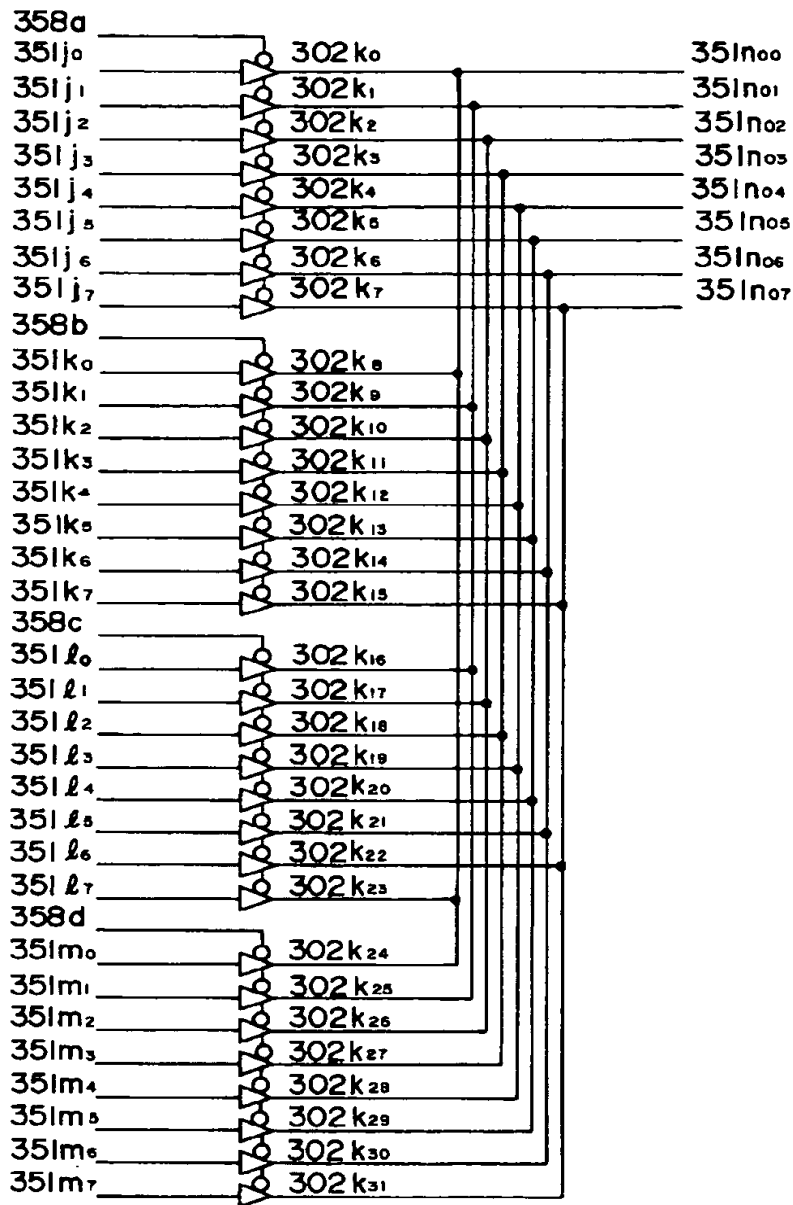 358a
351j0 302k0 351n00
351j1 302k1 351n01
351j2 302k2 351n02
351j3 302k3 351n03
351j4 302k4 351n04
351j5 302k5 351n05
351j6 302k6 351n06
351j7 302k7 351n07
358b
351k0 302k8
351k1 302k9
351k2 302k10
351k3 302k11
351k4 302k12
351k5 302k13
351k6 302k14
351k7 302k15
358c
351ℓ0 302k16
351ℓ1 302k17
351ℓ2 302k18
351ℓ3 302k19
351ℓ4 302k20
351ℓ5 302k21
351ℓ6 302k22
351ℓ7 302k23
358d
351m0 302k24
351m1 302k25
351m2 302k26
351m3 302k27
351m4 302k28
351m5 302k29
351m6 302k30
351m7 302k31